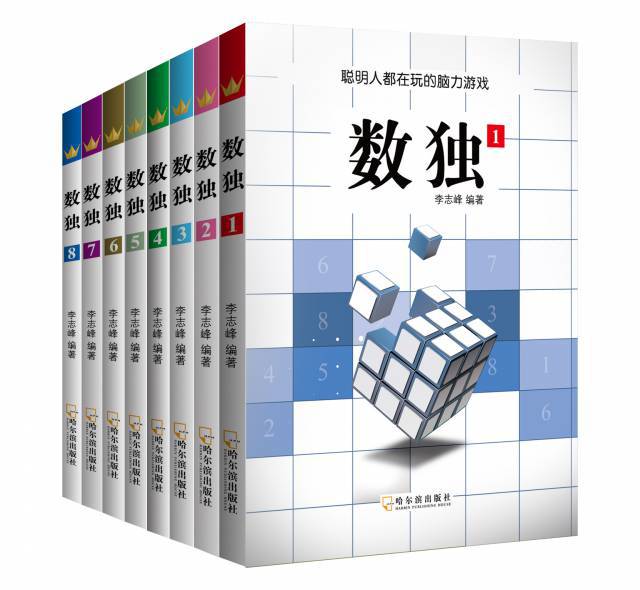 聪明人都在玩的脑力游戏
数独 1
李志峰 编著
6 7
8 3
4 5 8 1
2 6
哈尔滨出版社
HARBIN PUBLISHING HOUSE
数独 8 李志峰 编著 哈尔滨出版社
数独 7 李志峰 编著 哈尔滨出版社
数独 6 李志峰 编著 哈尔滨出版社
数独 5 李志峰 编著 哈尔滨出版社
数独 4 李志峰 编著 哈尔滨出版社
数独 3 李志峰 编著 哈尔滨出版社
数独 2 李志峰 编著 哈尔滨出版社
数独 1 李志峰 编著 哈尔滨出版社